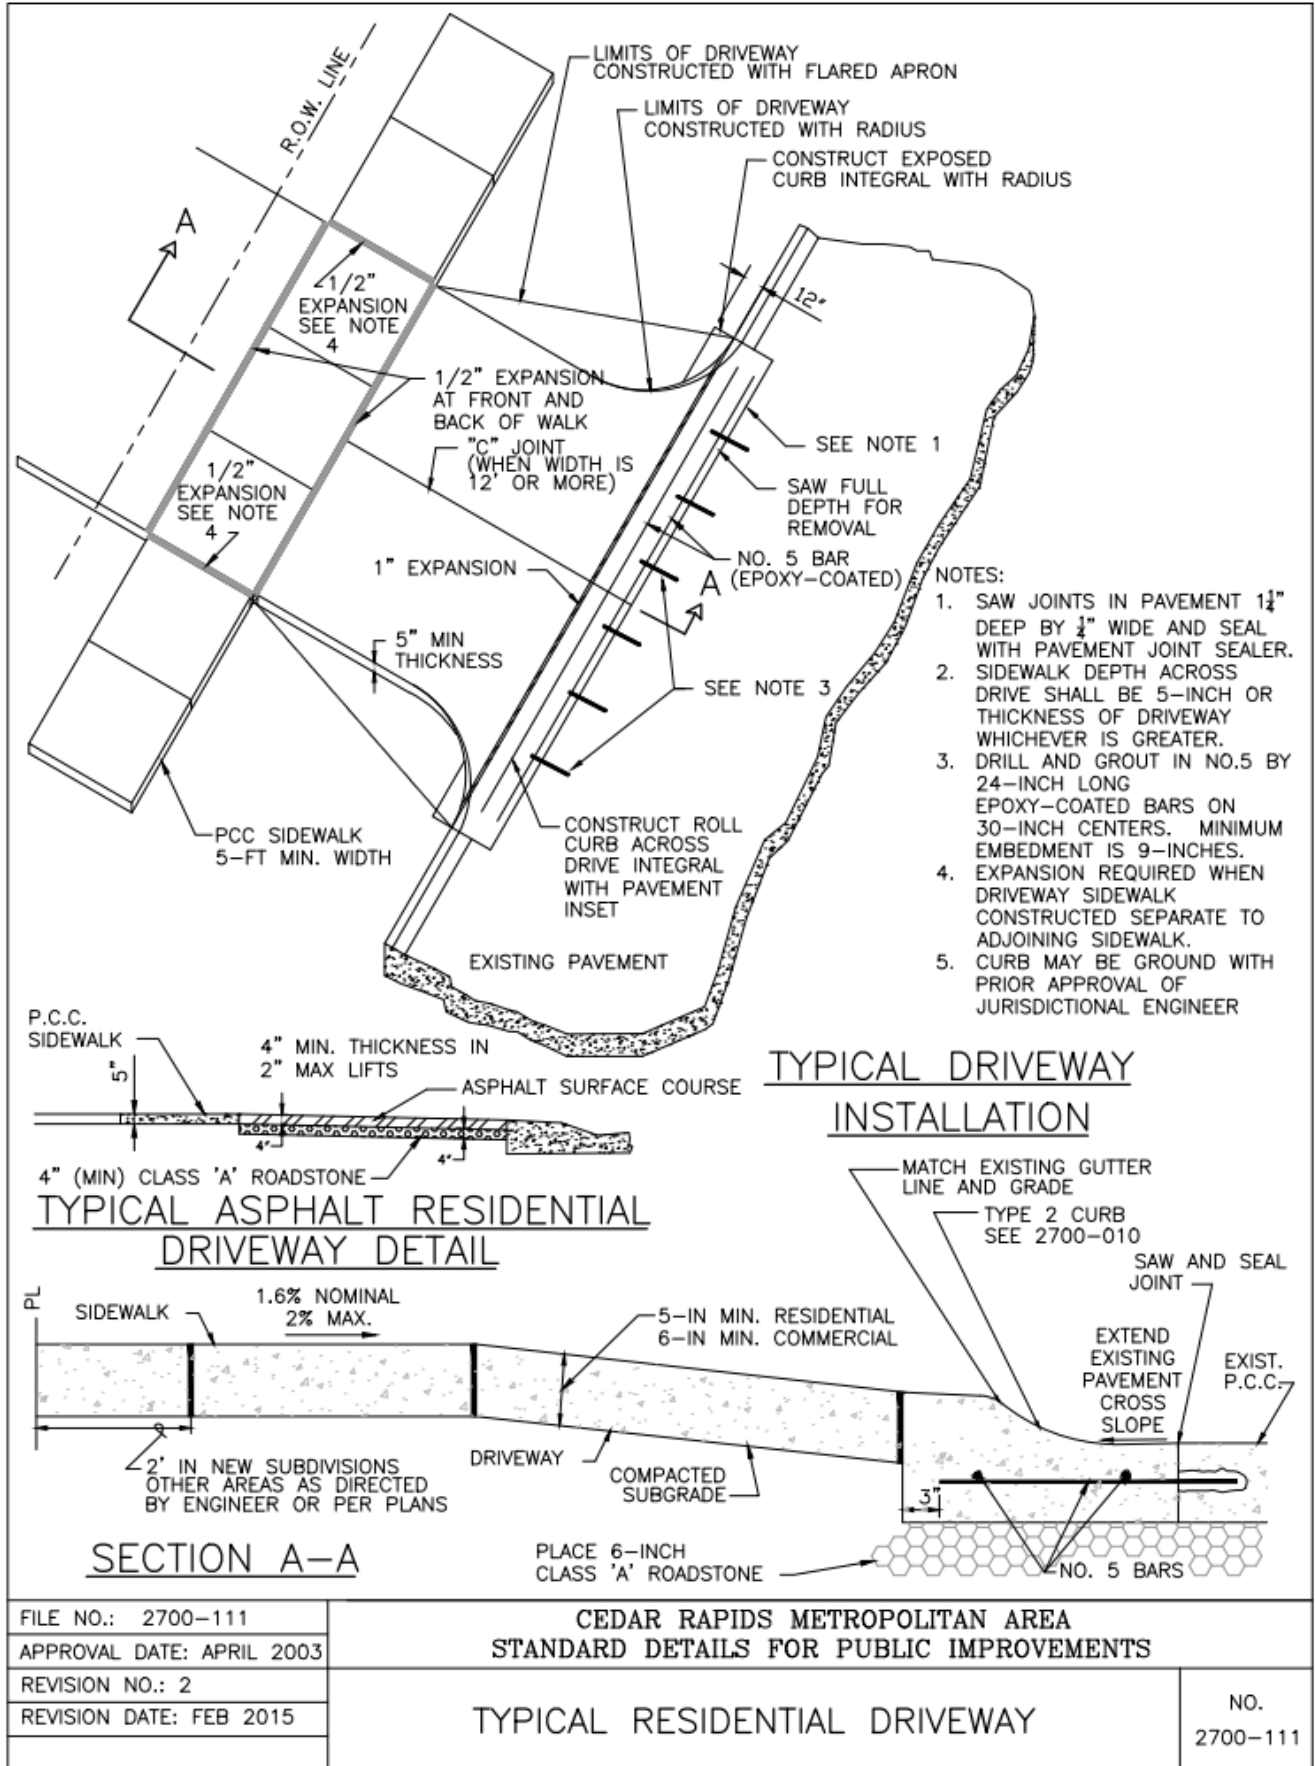 LIMITS OF DRIVEWAY
CONSTRUCTED WITH FLARED APRON
LIMITS OF DRIVEWAY
CONSTRUCTED WITH RADIUS
CONSTRUCT EXPOSED
CURB INTEGRAL WITH RADIUS
R.O.W. LINE
A
12"
1/2"
EXPANSION
SEE NOTE
4
1/2" EXPANSION
AT FRONT AND
BACK OF WALK
"C" JOINT
(WHEN WIDTH IS
12' OR MORE)
SEE NOTE 1
1/2"
EXPANSION
SEE NOTE
4
SAW FULL
DEPTH FOR
REMOVAL
NO. 5 BAR
(EPOXY-COATED)
1" EXPANSION
A
5" MIN
THICKNESS
SEE NOTE 3
PCC SIDEWALK
5-FT MIN. WIDTH
CONSTRUCT ROLL
CURB ACROSS
DRIVE INTEGRAL
WITH PAVEMENT
INSET
EXISTING PAVEMENT
NOTES:
1. SAW JOINTS IN PAVEMENT 1¼"
DEEP BY ¼" WIDE AND SEAL
WITH PAVEMENT JOINT SEALER.
2. SIDEWALK DEPTH ACROSS
DRIVE SHALL BE 5-INCH OR
THICKNESS OF DRIVEWAY
WHICHEVER IS GREATER.
3. DRILL AND GROUT IN NO.5 BY
24-INCH LONG
EPOXY-COATED BARS ON
30-INCH CENTERS. MINIMUM
EMBEDMENT IS 9-INCHES.
4. EXPANSION REQUIRED WHEN
DRIVEWAY SIDEWALK
CONSTRUCTED SEPARATE TO
ADJOINING SIDEWALK.
5. CURB MAY BE GROUND WITH
PRIOR APPROVAL OF
JURISDICTIONAL ENGINEER
TYPICAL DRIVEWAY
INSTALLATION
P.C.C.
SIDEWALK
5"
4" MIN. THICKNESS IN
2" MAX LIFTS
ASPHALT SURFACE COURSE
4"
4"
4" (MIN) CLASS 'A' ROADSTONE
TYPICAL ASPHALT RESIDENTIAL
DRIVEWAY DETAIL
MATCH EXISTING GUTTER
LINE AND GRADE
TYPE 2 CURB
SEE 2700-010
SAW AND SEAL
JOINT
PL
SIDEWALK
1.6% NOMINAL
2% MAX.
5-IN MIN. RESIDENTIAL
6-IN MIN. COMMERCIAL
EXTEND
EXISTING
PAVEMENT
CROSS
SLOPE
EXIST.
P.C.C.
2' IN NEW SUBDIVISIONS
OTHER AREAS AS DIRECTED
BY ENGINEER OR PER PLANS
DRIVEWAY
COMPACTED
SUBGRADE
3"
SECTION A-A
PLACE 6-INCH
CLASS 'A' ROADSTONE
NO. 5 BARS
FILE NO.: 2700-111
APPROVAL DATE: APRIL 2003
REVISION NO.: 2
REVISION DATE: FEB 2015
CEDAR RAPIDS METROPOLITAN AREA
STANDARD DETAILS FOR PUBLIC IMPROVEMENTS
TYPICAL RESIDENTIAL DRIVEWAY
NO.
2700-111